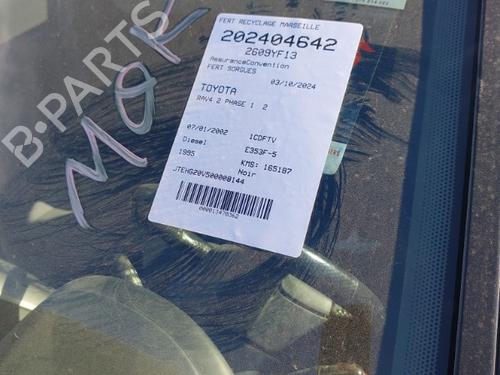 FERT RECYCLAGE MARSEILLE
202404642
2609YF13
AssuranceConvention
FERT SORGUES
03/10/2024
TOYOTA
RAV4 2 PHASE 1 2
07/01/2002 1CDFTV
Diesel E353F-5
1995 KMS: 165187
Noir
JTEHG20V500008144
B-PARTS
MOK